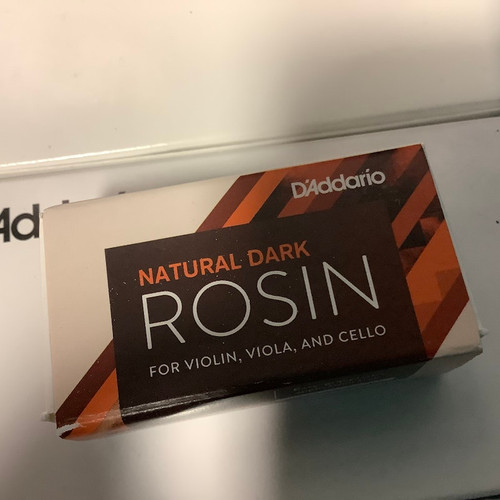 D'Addario
NATURAL DARK
ROSIN
FOR VIOLIN, VIOLA, AND CELLO